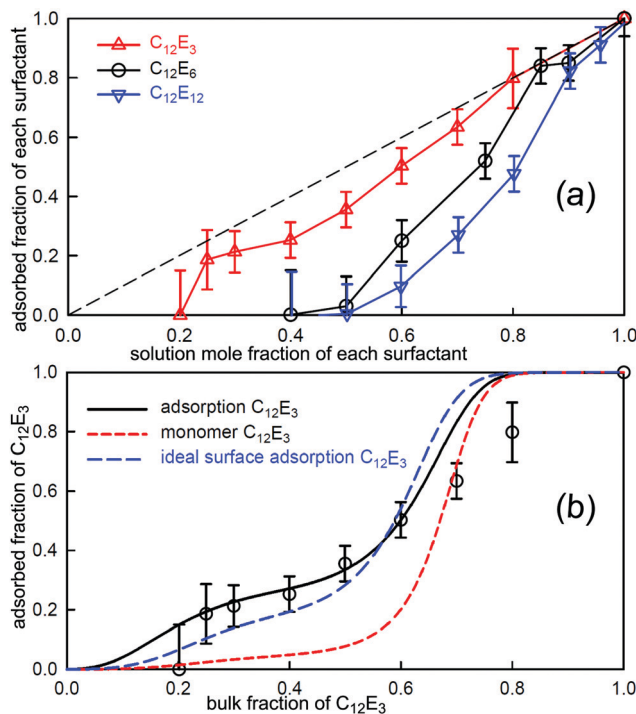 adsorbed fraction of each surfactant
1.0
0.8
0.6
0.4
0.2
0.0
C₁₂E₃
C₁₂E₆
C₁₂E₁₂
(a)
0.0 0.2 0.4 0.6 0.8 1.0
solution mole fraction of each surfactant
adsorbed fraction of C₁₂E₃
1.0
0.8
0.6
0.4
0.2
0.0
adsorption C₁₂E₃
monomer C₁₂E₃
ideal surface adsorption C₁₂E₃
(b)
0.0 0.2 0.4 0.6 0.8 1.0
bulk fraction of C₁₂E₃